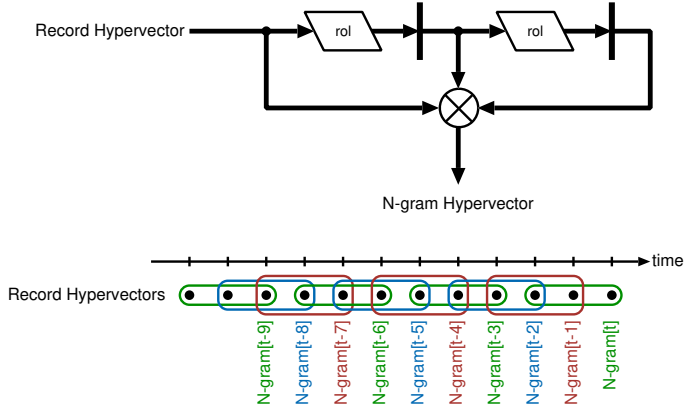 Record Hypervector
rol
rol
N-gram Hypervector
time
Record Hypervectors
N-gram[t-9]
N-gram[t-8]
N-gram[t-7]
N-gram[t-6]
N-gram[t-5]
N-gram[t-4]
N-gram[t-3]
N-gram[t-2]
N-gram[t-1]
N-gram[t]